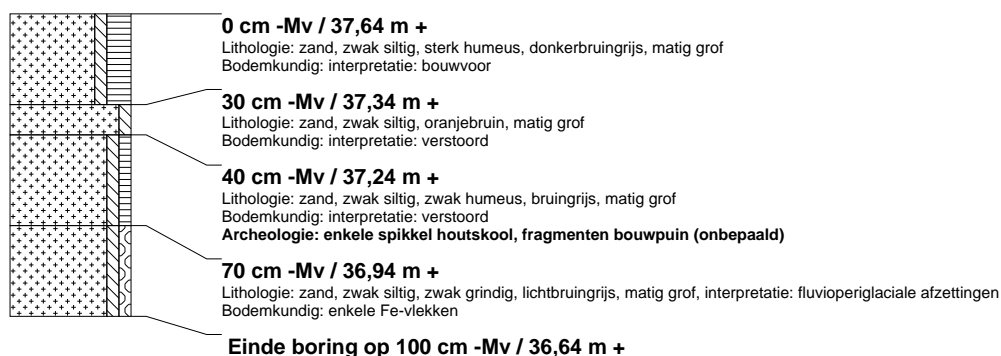 0 cm -Mv / 37,64 m +
Lithologie: zand, zwak siltig, sterk humeus, donkerbruingrijs, matig grof
Bodemkundig: interpretatie: bouwvoor
30 cm -Mv / 37,34 m +
Lithologie: zand, zwak siltig, oranjebruin, matig grof
Bodemkundig: interpretatie: verstoord
40 cm -Mv / 37,24 m +
Lithologie: zand, zwak siltig, zwak humeus, bruingrijs, matig grof
Bodemkundig: interpretatie: verstoord
Archeologie: enkele spikkel houtskool, fragmenten bouwpuin (onbepaald)
70 cm -Mv / 36,94 m +
Lithologie: zand, zwak siltig, zwak grindig, lichtbruingrijs, matig grof, interpretatie: fluvioperiglaciale afzettingen
Bodemkundig: enkele Fe-vlekken
Einde boring op 100 cm -Mv / 36,64 m +